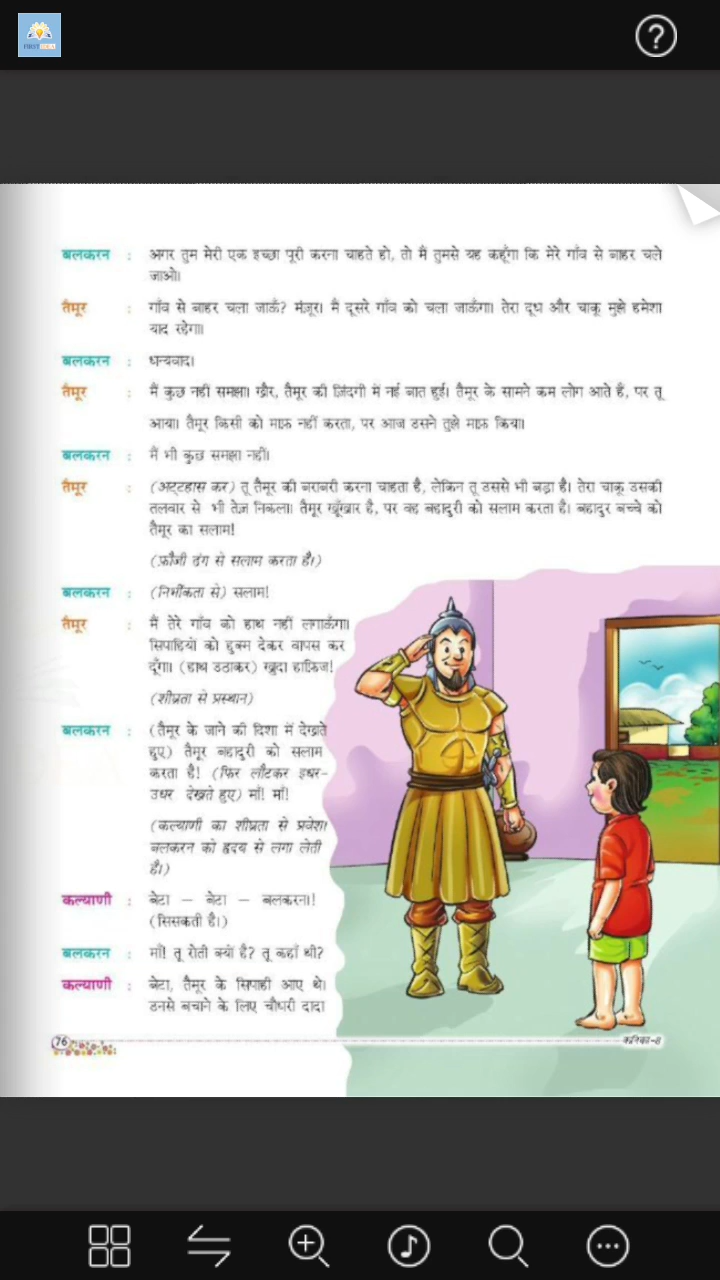 FIRST IDEA
?
बलकरन : अगर तुम मेरी एक इच्छा पूरी करना चाहते हो, तो मैं तुमसे यह कहूँगा कि मेरे गाँव से बाहर चले
जाओ।
तैमूर : गाँव से बाहर चला जाऊँ? मंज़ूर। मैं दूसरे गाँव को चला जाऊँगा। तेरा दूध और चाकू मुझे हमेशा
याद रहेगा।
बलकरन : धन्यवाद।
तैमूर : मैं कुछ नहीं समझा। खैर, तैमूर की ज़िंदगी में नई बात हुई। तैमूर के सामने कम लोग आते हैं, पर तू
आया। तैमूर किसी को माफ़ नहीं करता, पर आज उसने तुझे माफ़ किया।
बलकरन : मैं भी कुछ समझा नहीं।
तैमूर : (अट्टहास कर) तू तैमूर की बराबरी करना चाहता है, लेकिन तू उससे भी बड़ा है। तेरा चाकू उसकी
तलवार से भी तेज़ निकला। तैमूर खूँखार है, पर वह बहादुरी को सलाम करता है। बहादुर बच्चे को
तैमूर का सलाम!
(फ़ौजी ढंग से सलाम करता है।)
बलकरन : (निर्भीकता से) सलाम!
तैमूर : मैं तेरे गाँव को हाथ नहीं लगाऊँगा।
सिपाहियों को हुक्म देकर वापस कर
दूँगा। (हाथ उठाकर) खुदा हाफ़िज!
(शीघ्रता से प्रस्थान)
बलकरन : (तैमूर के जाने की दिशा में देखते
हुए) तैमूर बहादुरी को सलाम
करता है! (फिर लौटकर इधर-
उधर देखते हुए) माँ! माँ!
(कल्याणी का शीघ्रता से प्रवेश।
बलकरन को हृदय से लगा लेती
है।)
कल्याणी : बेटा – बेटा – बलकरन!
(सिसकती है।)
बलकरन : माँ! तू रोती क्यों है? तू कहाँ थी?
कल्याणी : बेटा, तैमूर के सिपाही आए थे।
उनसे बचाने के लिए चौधरी दादा
76
कनिका-8